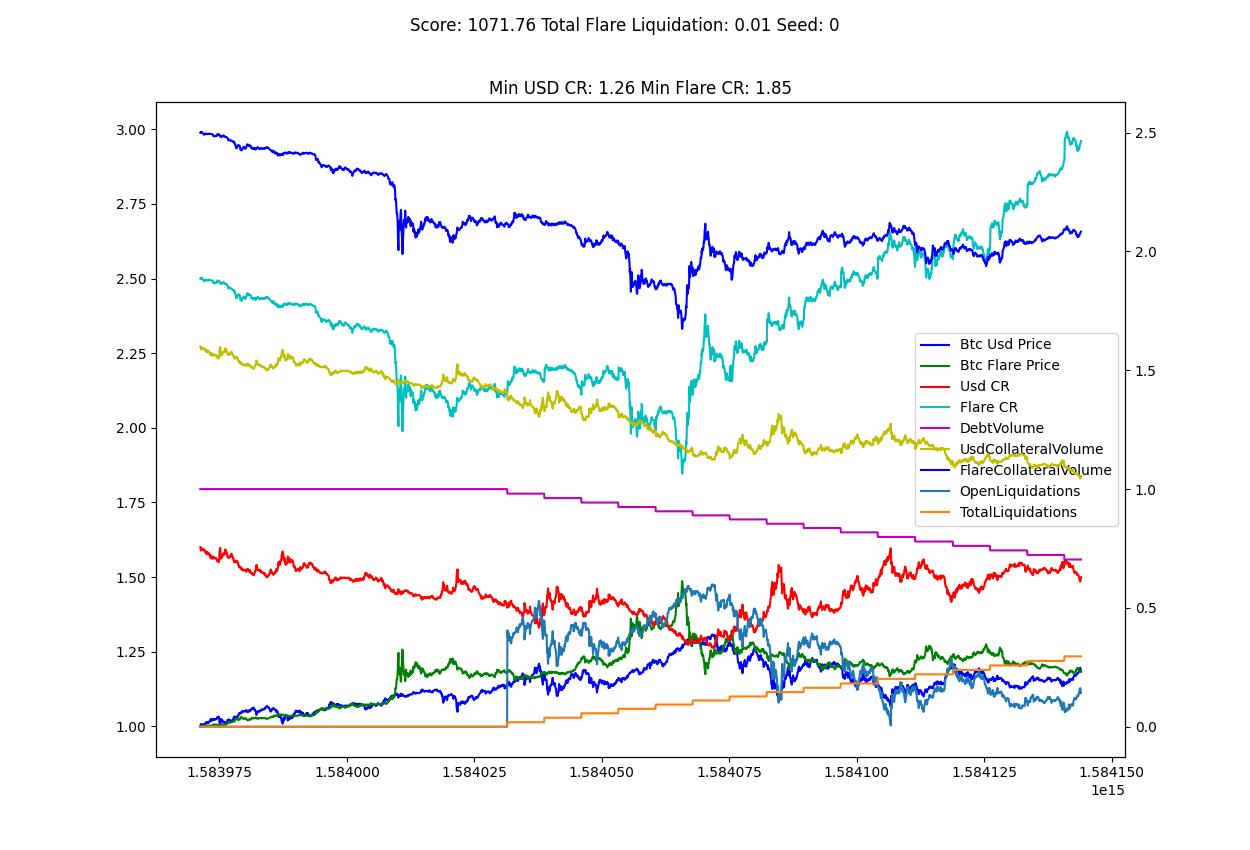 Score: 1071.76 Total Flare Liquidation: 0.01 Seed: 0
Min USD CR: 1.26 Min Flare CR: 1.85
3.00
2.75
2.50
2.25
2.00
1.75
1.50
1.25
1.00
2.5
2.0
1.5
1.0
0.5
0.0
Btc Usd Price
Btc Flare Price
Usd CR
Flare CR
DebtVolume
UsdCollateralVolume
FlareCollateralVolume
OpenLiquidations
TotalLiquidations
1.583975 1.584000 1.584025 1.584050 1.584075 1.584100 1.584125 1.584150
1e15